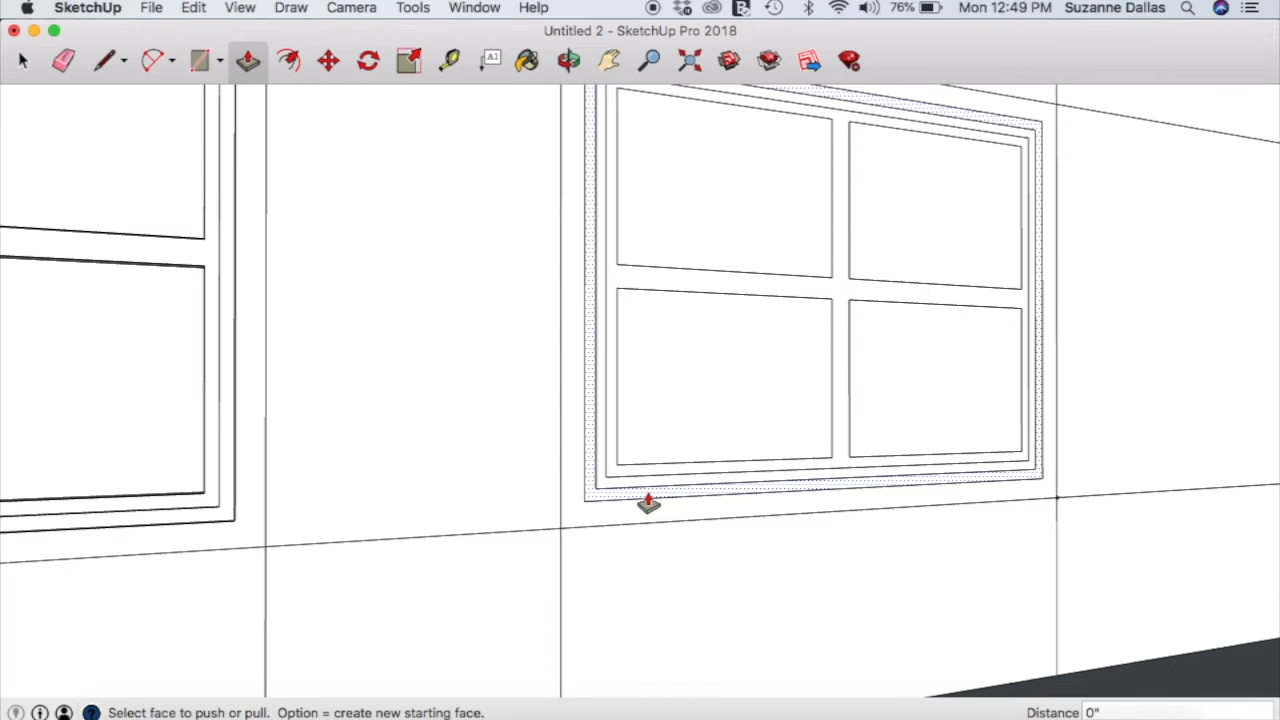 SketchUp File Edit View Draw Camera Tools Window Help 76% Mon 12:49 PM Suzanne Dallas
Untitled 2 - SketchUp Pro 2018
A1
Select face to push or pull. Option = create new starting face. Distance 0"